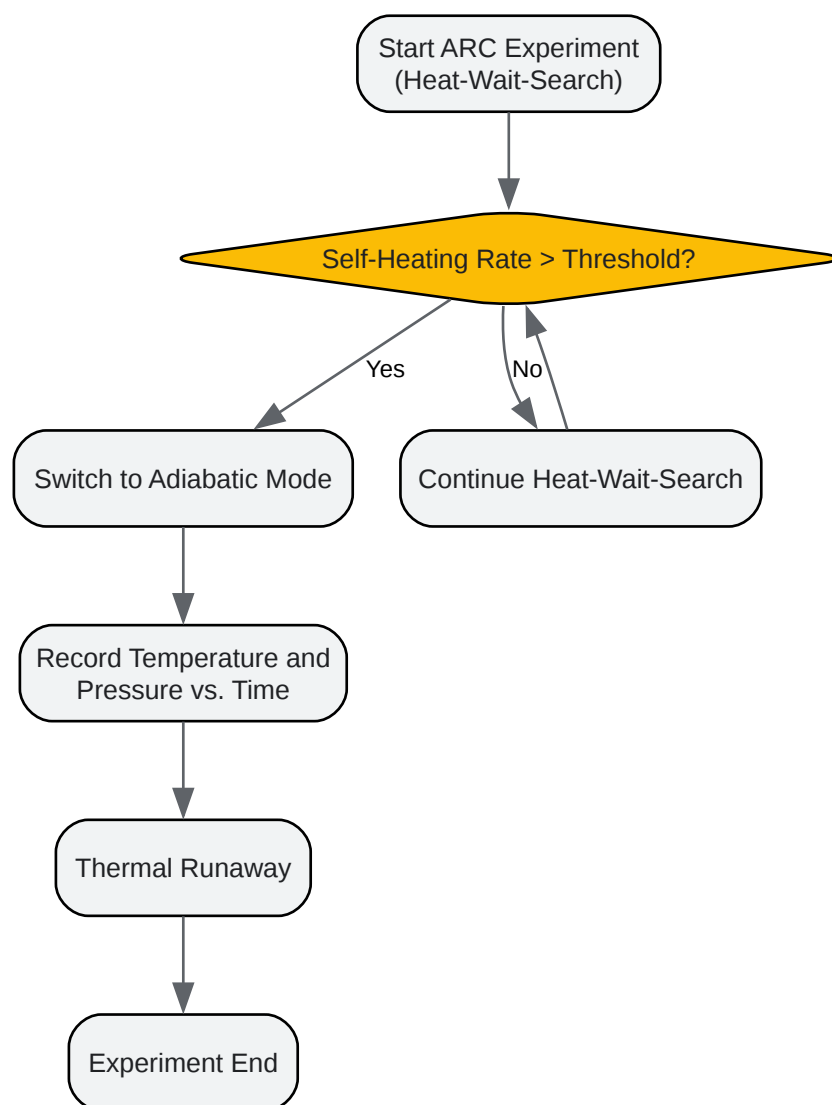 Start ARC Experiment
(Heat-Wait-Search)
Self-Heating Rate > Threshold?
Yes
No
Switch to Adiabatic Mode
Continue Heat-Wait-Search
Record Temperature and
Pressure vs. Time
Thermal Runaway
Experiment End